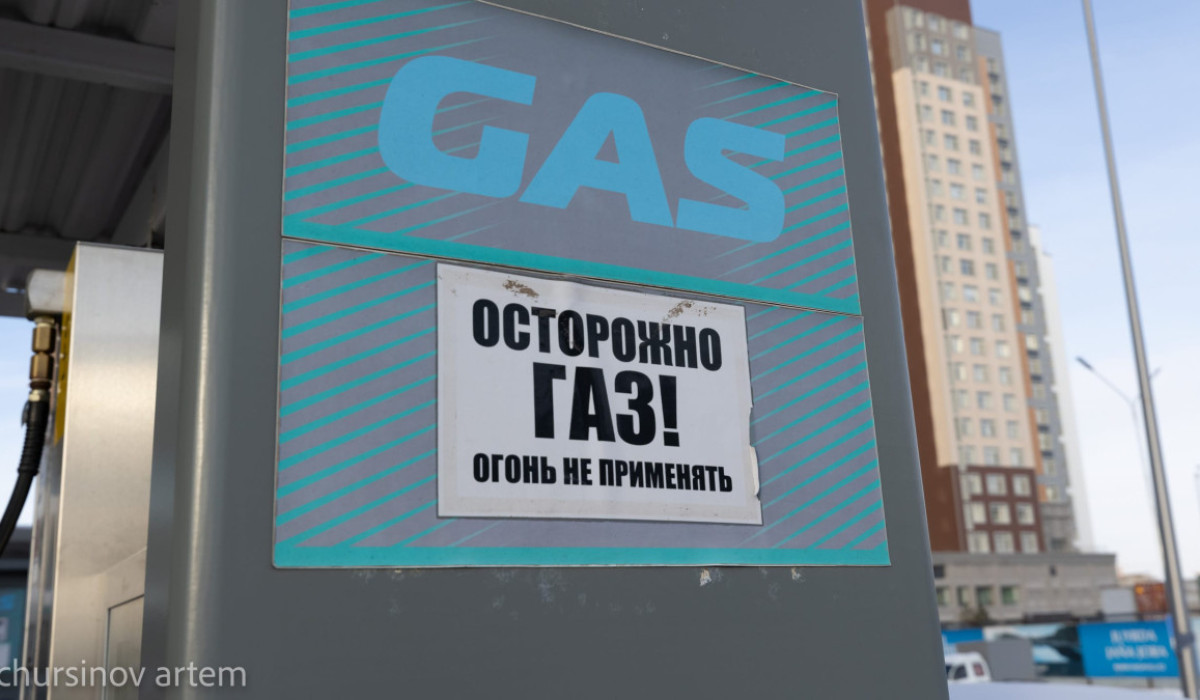 GAS
ОСТОРОЖНО
ГАЗ!
ОГОНЬ НЕ ПРИМЕНЯТЬ
chursinov artem